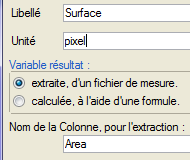 Libellé Surface
Unité pixel
Variable résultat :
extraite, d'un fichier de mesure.
calculée, à l'aide d'une formule.
Nom de la Colonne, pour l'extraction :
Area